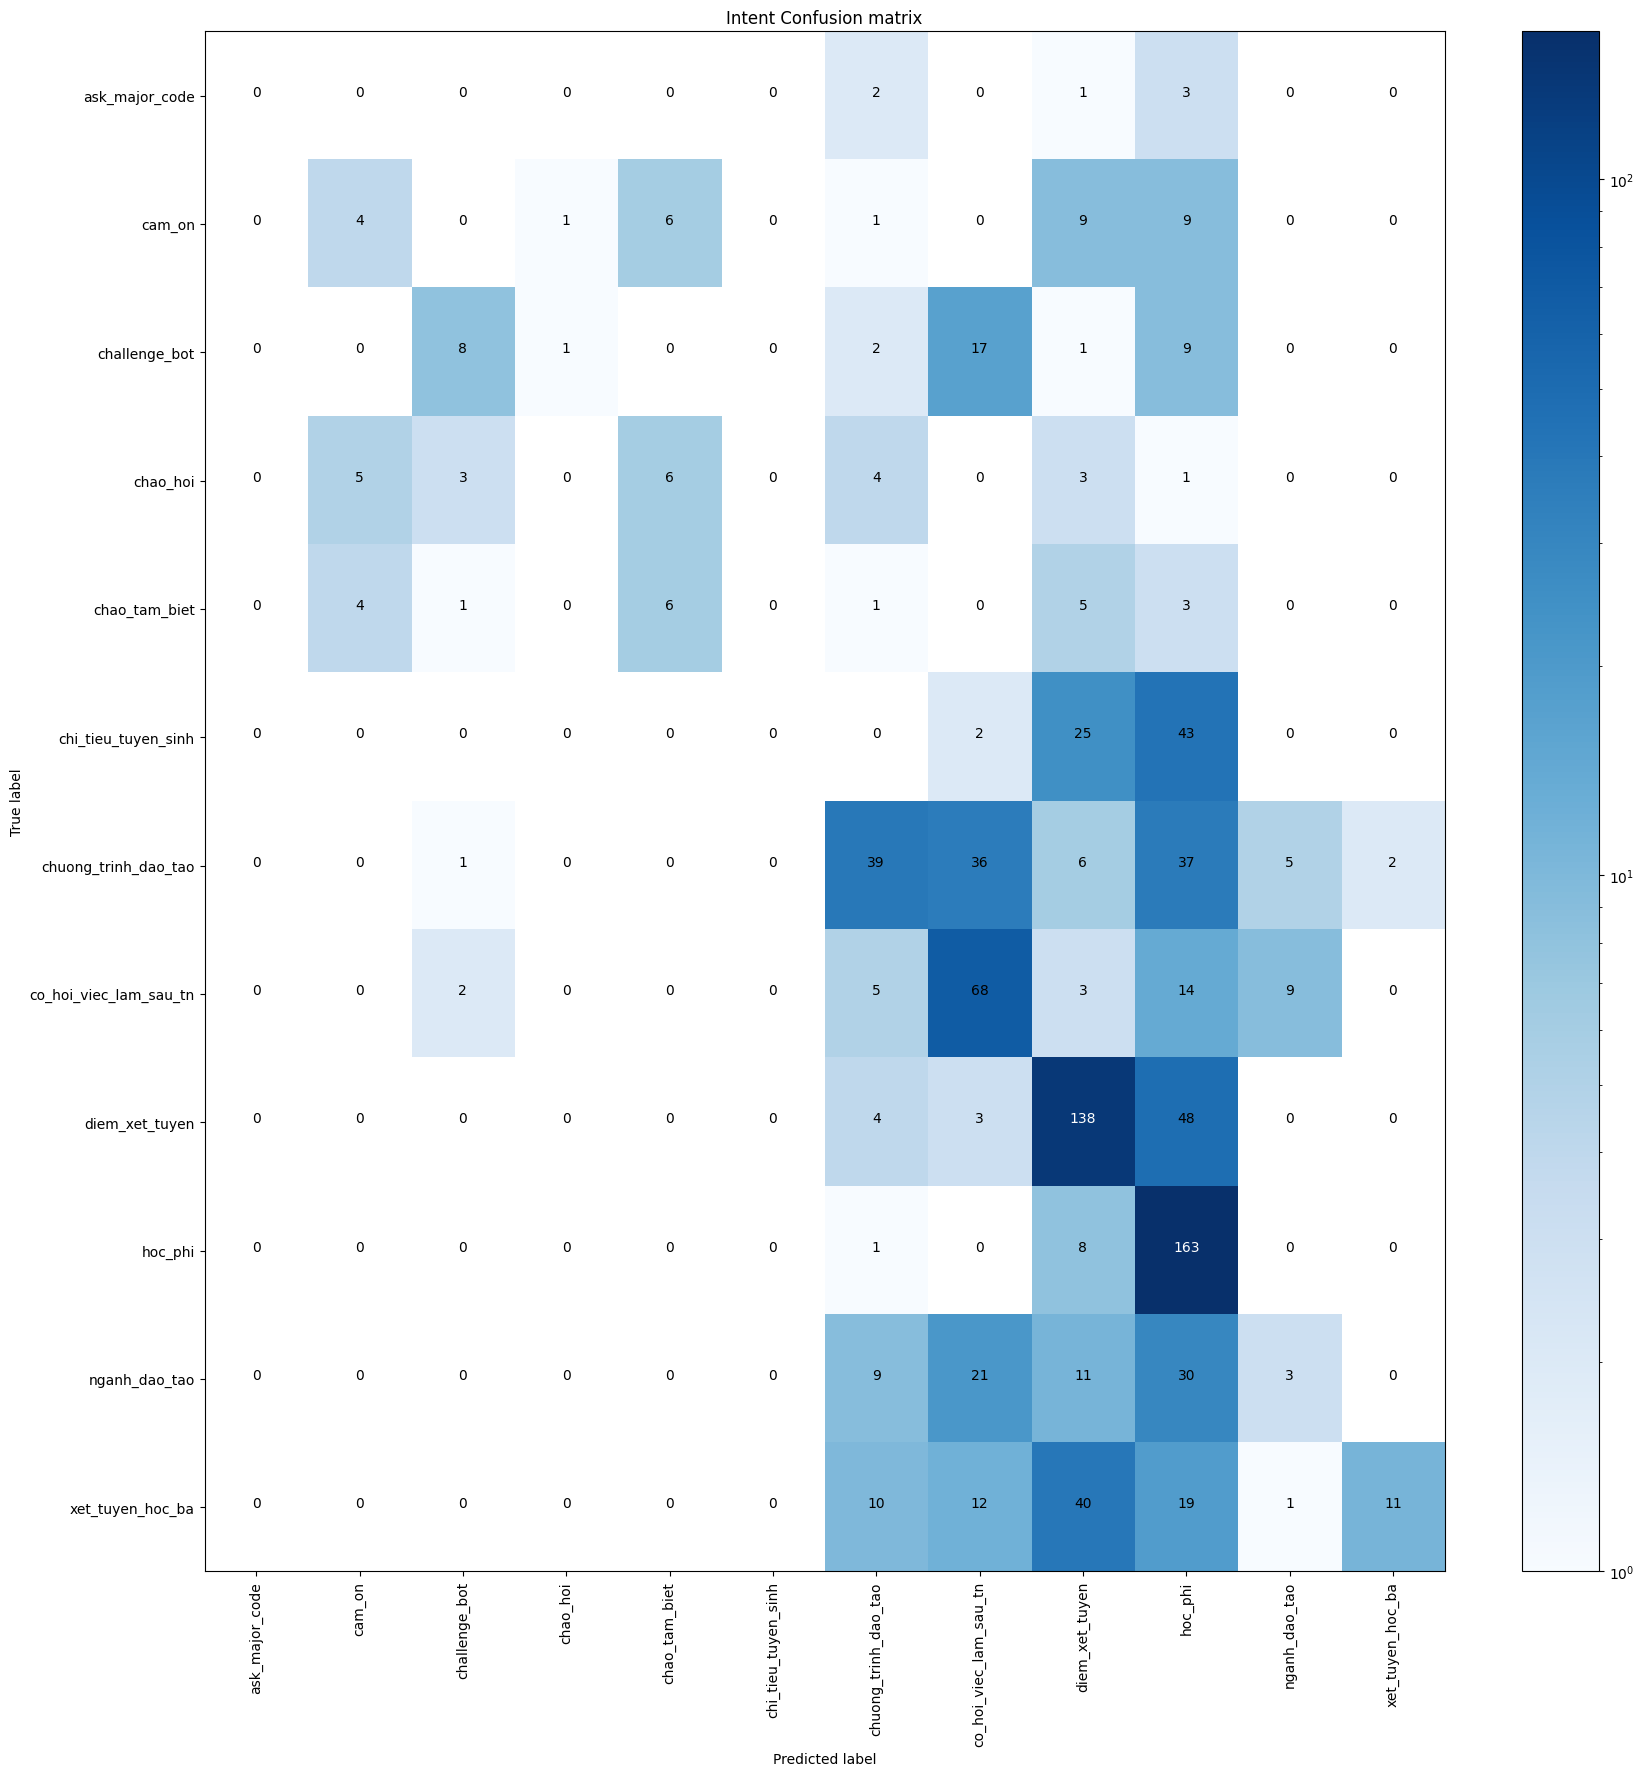 Intent Confusion matrix
ask_major_code 0 0 0 0 0 0 2 0 1 3 0 0
cam_on 0 4 0 1 6 0 1 0 9 9 0 0
challenge_bot 0 0 8 1 0 0 2 17 1 9 0 0
chao_hoi 0 5 3 0 6 0 4 0 3 1 0 0
chao_tam_biet 0 4 1 0 6 0 1 0 5 3 0 0
chi_tieu_tuyen_sinh 0 0 0 0 0 0 0 2 25 43 0 0
chuong_trinh_dao_tao 0 0 1 0 0 0 39 36 6 37 5 2
co_hoi_viec_lam_sau_tn 0 0 2 0 0 0 5 68 3 14 9 0
diem_xet_tuyen 0 0 0 0 0 0 4 3 138 48 0 0
hoc_phi 0 0 0 0 0 0 1 0 8 163 0 0
nganh_dao_tao 0 0 0 0 0 0 9 21 11 30 3 0
xet_tuyen_hoc_ba 0 0 0 0 0 0 10 12 40 19 1 11
True label
ask_major_code
cam_on
challenge_bot
chao_hoi
chao_tam_biet
chi_tieu_tuyen_sinh
chuong_trinh_dao_tao
co_hoi_viec_lam_sau_tn
diem_xet_tuyen
hoc_phi
nganh_dao_tao
xet_tuyen_hoc_ba
Predicted label
10²
10¹
10⁰